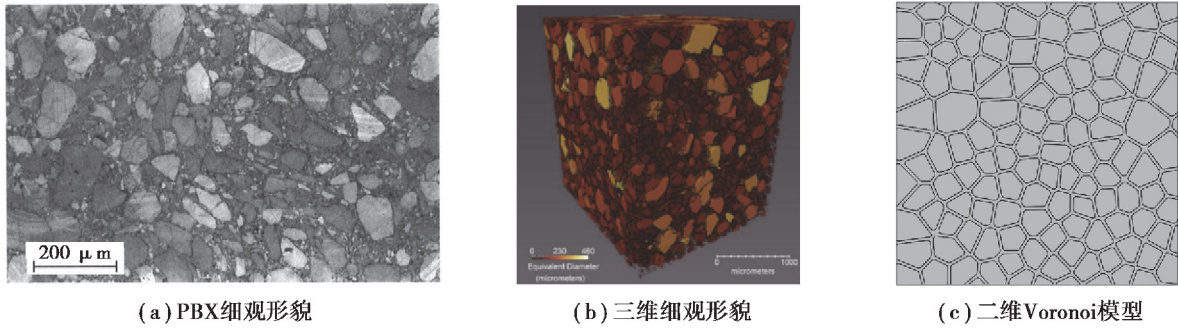 200 μm
0 230 460
Equivalent Diameter
(micrometers)
0 1000
micrometers
(a)PBX细观形貌
(b)三维细观形貌
(c)二维Voronoi模型